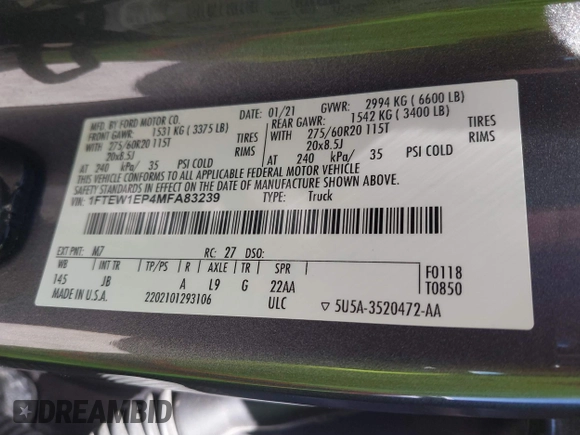 MFD. BY FORD MOTOR CO.
01/21 GVWR: 2994 KG ( 6600 LB)
FRONT GAWR: 1531 KG ( 3375 LB)
REAR GAWR: 1542 KG ( 3400 LB)
WITH 275/60R20 115T TIRES
WITH 275/60R20 115T TIRES
20x8.5J RIMS
20x8.5J RIMS
AT 240 kPa/ 35 PSI COLD
AT 240 kPa/ 35 PSI COLD
THIS VEHICLE CONFORMS TO ALL APPLICABLE FEDERAL MOTOR VEHICLE
SAFETY STANDARDS AND THEFT PREVENTION STANDARDS IN EFFECT ON THE DATE OF MANUFACTURE SHOWN ABOVE.
VIN: 1FTEW1EP4MFA83239
TYPE: Truck
EXT PNT: M7 RC: 27 DSO:
WB INT TR TP/PS R AXLE TR SPR
145 JB A L9 G 22AA
F0118
T0850
MADE IN U.S.A. 2202101293106 ULC
▽ 5U5A-3520472-AA
DREAMBID